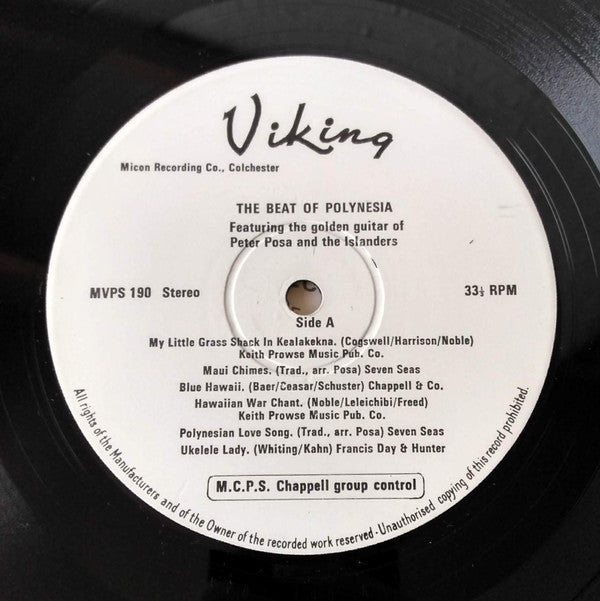 Viking
Micon Recording Co., Colchester
THE BEAT OF POLYNESIA
Featuring the golden guitar of
Peter Posa and the Islanders
MVPS 190 Stereo
33⅓ RPM
Side A
My Little Grass Shack In Kealakekna. (Cogswell/Harrison/Noble)
Keith Prowse Music Pub. Co.
Maui Chimes. (Trad., arr. Posa) Seven Seas
Blue Hawaii. (Baer/Ceasar/Schuster) Chappell & Co.
Hawaiian War Chant. (Noble/Leleichibi/Freed)
Keith Prowse Music Pub. Co.
Polynesian Love Song. (Trad., arr. Posa) Seven Seas
Ukelele Lady. (Whiting/Kahn) Francis Day & Hunter
M.C.P.S. Chappell group control
All rights of the Manufacturers and of the Owner of the recorded work reserved - Unauthorised copying of this record prohibited.